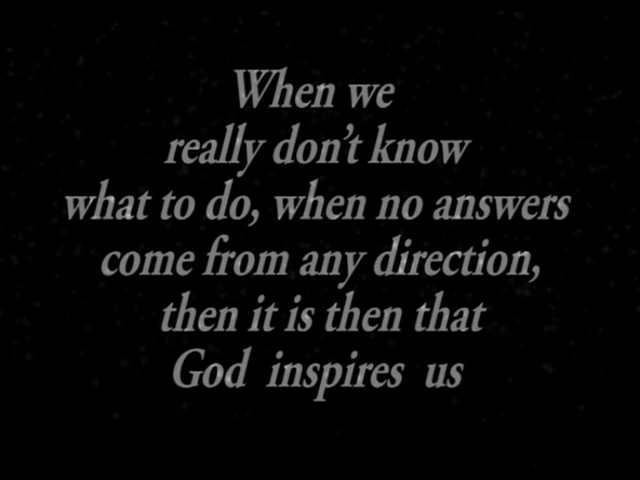 When we
really don't know
what to do, when no answers
come from any direction,
then it is then that
God inspires us